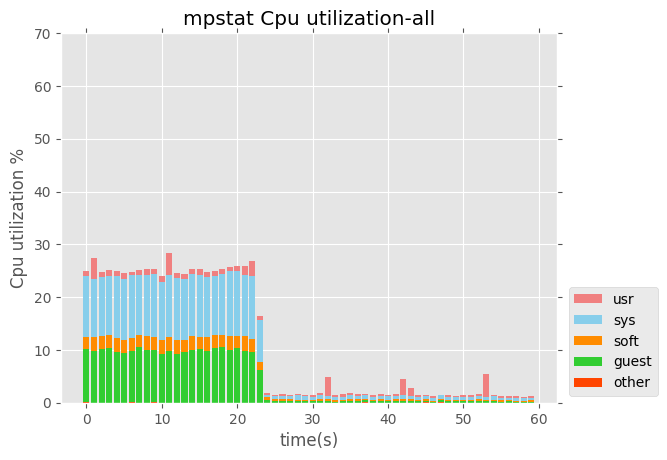 mpstat Cpu utilization-all
70
60
50
40
30
20
10
0
Cpu utilization %
0 10 20 30 40 50 60
time(s)
usr
sys
soft
guest
other